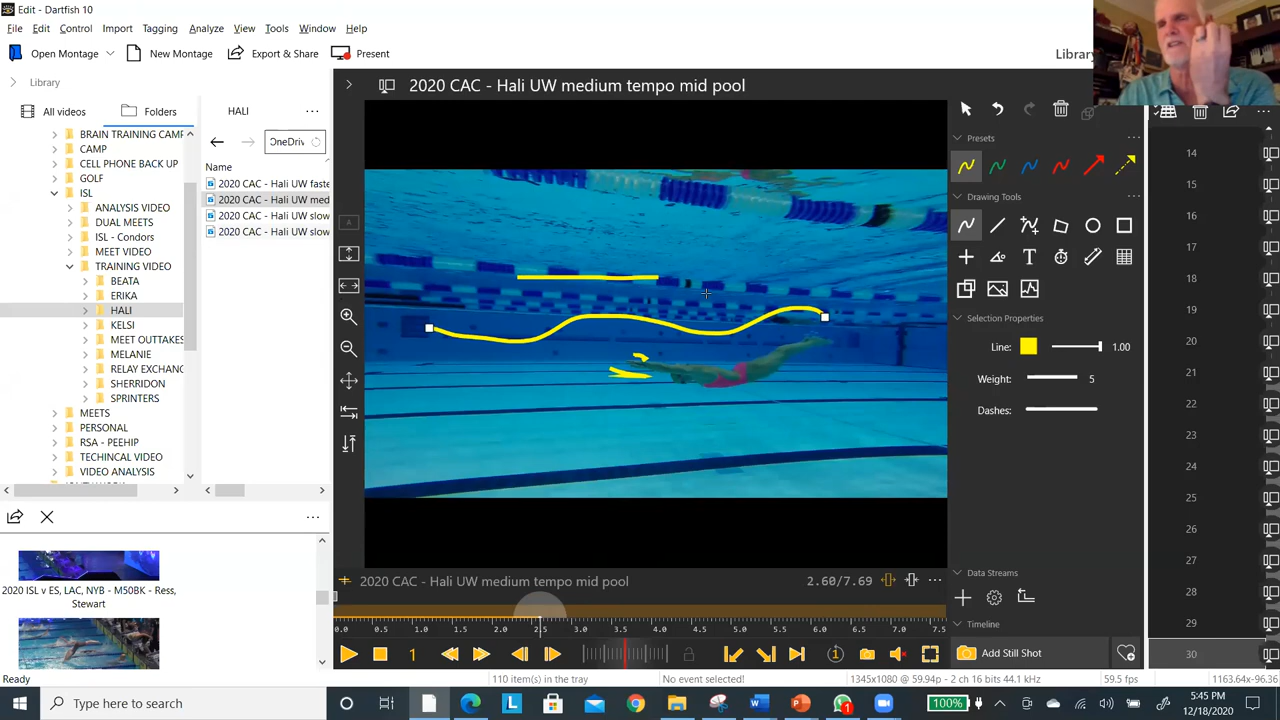 Edit - Dartfish 10
File Edit Control Import Tagging Analyze View Tools Window Help
Open Montage New Montage Export & Share Present Library
Library
All videos Folders
HALI
OneDriv
Name
2020 CAC - Hali UW faste
2020 CAC - Hali UW med
2020 CAC - Hali UW slow
2020 CAC - Hali UW slow
BRAIN TRAINING CAMP
CAMP
CELL PHONE BACK UP
GOLF
ISL
ANALYSIS VIDEO
DUAL MEETS
ISL - Condors
MEET VIDEO
TRAINING VIDEO
BEATA
ERIKA
HALI
KELSI
MEET OUTTAKES
MELANIE
RELAY EXCHANG
SHERRIDON
SPRINTERS
MEETS
PERSONAL
RSA - PEEHIP
TECHINCAL VIDEO
VIDEO ANALYSIS
2020 ISL v ES, LAC, NYB - M50BK - Ress,
Stewart
2020 CAC - Hali UW medium tempo mid pool
2020 CAC - Hali UW medium tempo mid pool 2.60/7.69
0.0 0.5 1.0 1.5 2.0 2.5 3.0 3.5 4.0 4.5 5.0 5.5 6.0 6.5 7.0 7.5
1
Presets
Drawing Tools
Selection Properties
Line: 1.00
Weight: 5
Dashes:
Data Streams
Timeline
Add Still Shot
14
15
16
17
18
19
20
21
22
23
24
25
26
27
28
29
30
Ready 110 item(s) in the tray No event selected! 1345x1080 @ 59.94p - 2 ch 16 bits 44.1 kHz 59.5 fps 1163.64x-96.36
Type here to search 100% 5:45 PM
12/18/2020